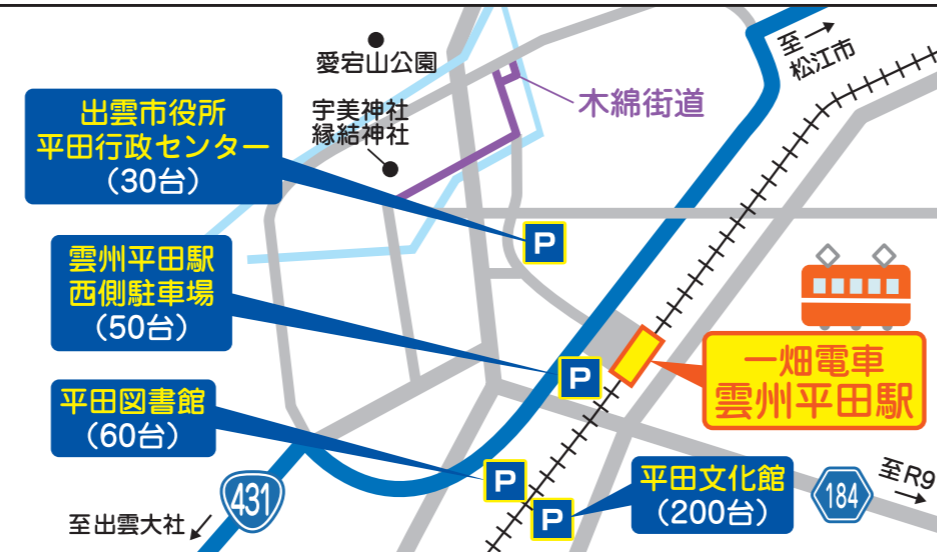 愛宕山公園
宇美神社
縁結神社
木綿街道
至→
松江市
出雲市役所
平田行政センター
（30台）
P
雲州平田駅
西側駐車場
（50台）
P
一畑電車
雲州平田駅
平田図書館
（60台）
P
平田文化館
（200台）
P
431
184
至R9
→
至出雲大社↙